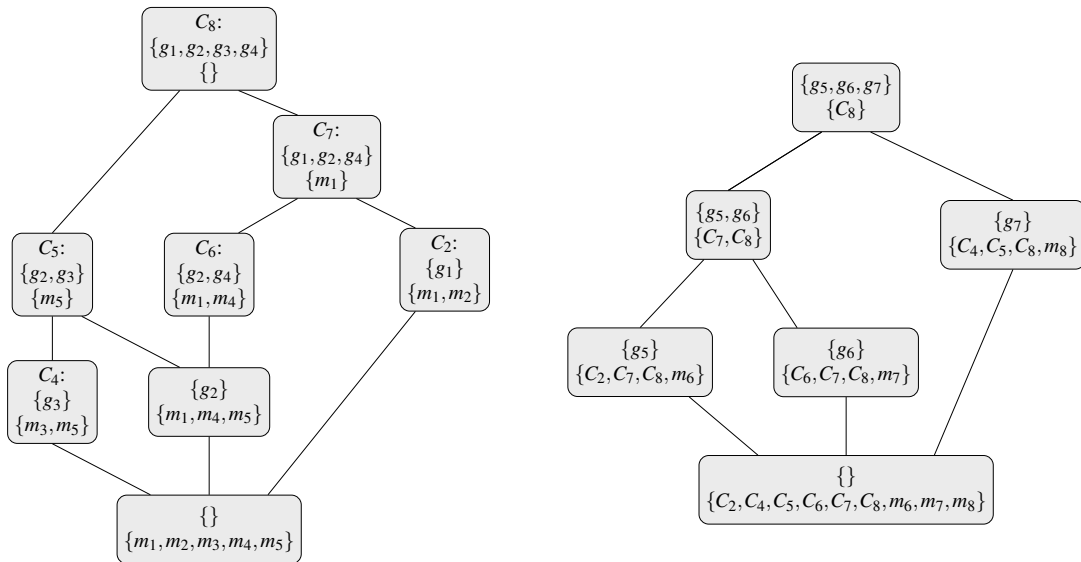 C₈:
{g₁, g₂, g₃, g₄}
{}
C₇:
{g₁, g₂, g₄}
{m₁}
C₅:
{g₂, g₃}
{m₅}
C₆:
{g₂, g₄}
{m₁, m₄}
C₂:
{g₁}
{m₁, m₂}
C₄:
{g₃}
{m₃, m₅}
{g₂}
{m₁, m₄, m₅}
{}
{m₁, m₂, m₃, m₄, m₅}
{g₅, g₆, g₇}
{C₈}
{g₅, g₆}
{C₇, C₈}
{g₇}
{C₄, C₅, C₈, m₈}
{g₅}
{C₂, C₇, C₈, m₆}
{g₆}
{C₆, C₇, C₈, m₇}
{}
{C₂, C₄, C₅, C₆, C₇, C₈, m₆, m₇, m₈}